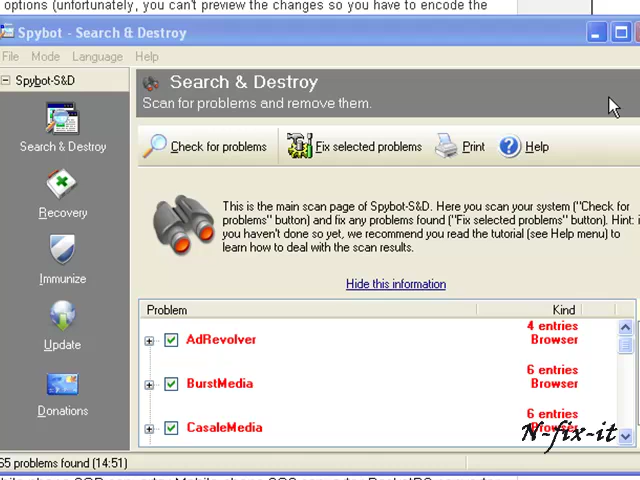 options (unfortunately, you can't preview the changes so you have to encode the
Spybot - Search & Destroy
File Mode Language Help
Spybot-S&D
Search & Destroy
Scan for problems and remove them.
Search & Destroy
Recovery
Immunize
Update
Donations
Check for problems
Fix selected problems
Print
Help
This is the main scan page of Spybot-S&D. Here you scan your system ("Check for
problems" button) and fix any problems found ("Fix selected problems" button). Hint: i
you haven't done so yet, we recommend you read the tutorial (see Help menu) to
learn how to deal with the scan results.
Hide this information
Problem Kind
AdRevolver 4 entries
Browser
BurstMedia 6 entries
Browser
CasaleMedia 6 entries
Browser
N-fix-it
65 problems found (14:51)